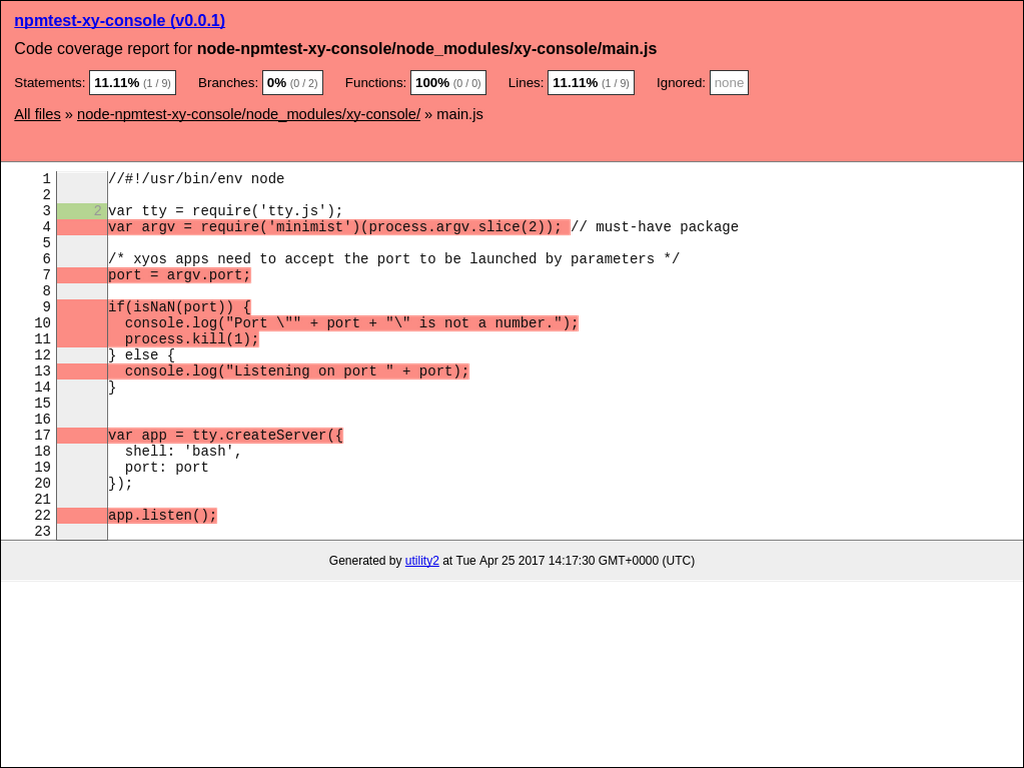 npmtest-xy-console (v0.0.1)
Code coverage report for node-npmtest-xy-console/node_modules/xy-console/main.js
Statements: 11.11% (1 / 9) Branches: 0% (0 / 2) Functions: 100% (0 / 0) Lines: 11.11% (1 / 9) Ignored: none
All files » node-npmtest-xy-console/node_modules/xy-console/ » main.js
1 //#!/usr/bin/env node
2
3 2 var tty = require('tty.js');
4 var argv = require('minimist')(process.argv.slice(2)); // must-have package
5
6 /* xyos apps need to accept the port to be launched by parameters */
7 port = argv.port;
8
9 if(isNaN(port)) {
10   console.log("Port \"" + port + "\" is not a number.");
11   process.kill(1);
12 } else {
13   console.log("Listening on port " + port);
14 }
15
16
17 var app = tty.createServer({
18   shell: 'bash',
19   port: port
20 });
21
22 app.listen();
23
Generated by utility2 at Tue Apr 25 2017 14:17:30 GMT+0000 (UTC)